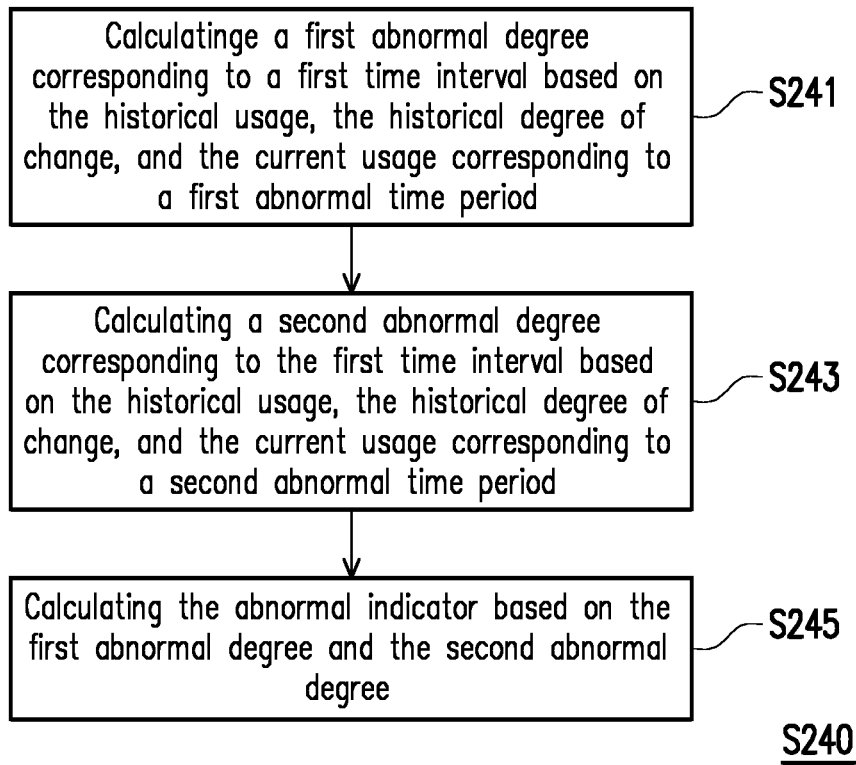 Calculatinge a first abnormal degree
corresponding to a first time interval based on
the historical usage, the historical degree of
change, and the current usage corresponding to
a first abnormal time period
S241
Calculating a second abnormal degree
corresponding to the first time interval based
on the historical usage, the historical degree of
change, and the current usage corresponding to
a second abnormal time period
S243
Calculating the abnormal indicator based on the
first abnormal degree and the second abnormal
degree
S245
S240